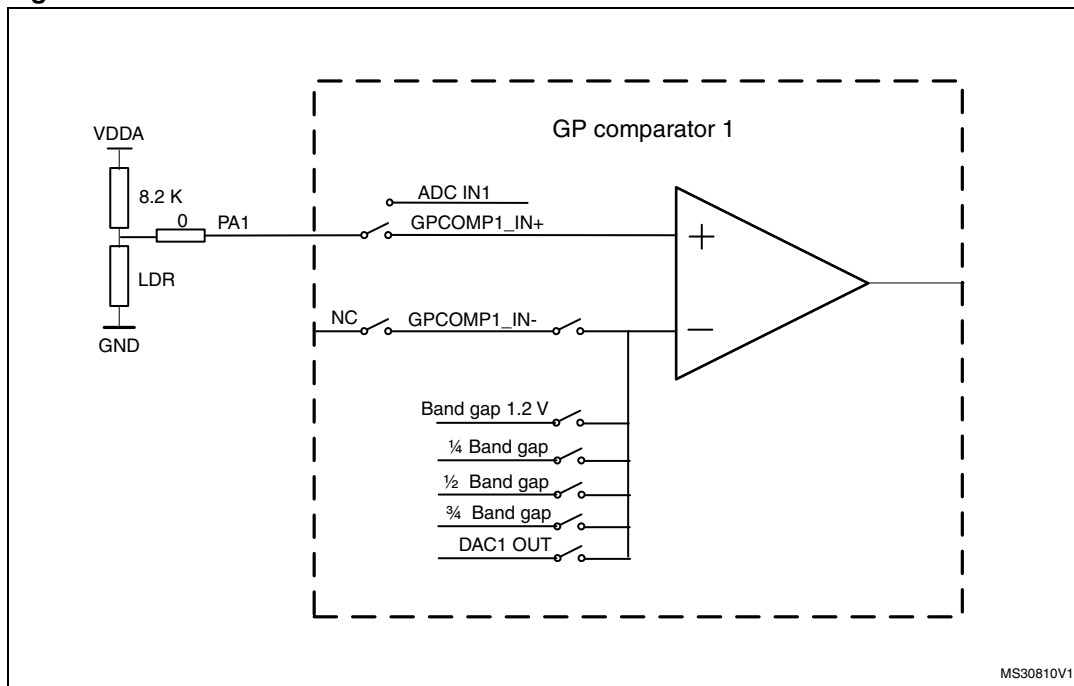 GP comparator 1
VDDA
8.2 K
0
PA1
LDR
GND
ADC IN1
GPCOMP1_IN+
+
NC
GPCOMP1_IN-
−
Band gap 1.2 V
¼ Band gap
½ Band gap
¾ Band gap
DAC1 OUT
MS30810V1